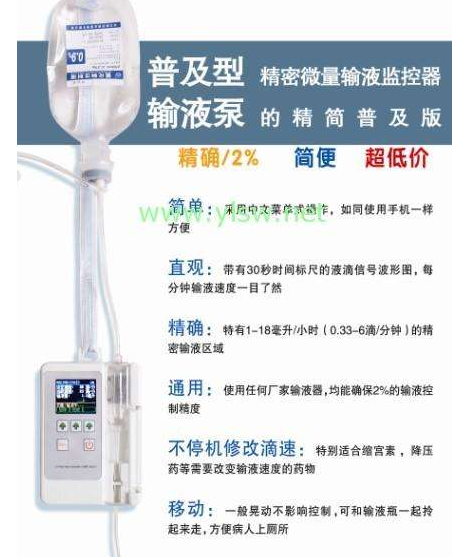 普及型 精密微量输液监控器
输液泵 的精简普及版
0.9%
精确/2% 简便 超低价
简单：采用中文菜单式操作，如同使用手机一样
方便
www.ylsw.net
直观：带有30秒时间标尺的液滴信号波形图，每
分钟输液速度一目了然
精确：特有1-18毫升/小时（0.33-6滴/分钟）的精
密输液区域
通用：使用任何厂家输液器，均能确保2%的输液控
制精度
不停机修改滴速：特别适合缩宫素，降压
药等需要改变输液速度的药物
移动：一般晃动不影响控制，可和输液瓶一起拎
起来走，方便病人上厕所